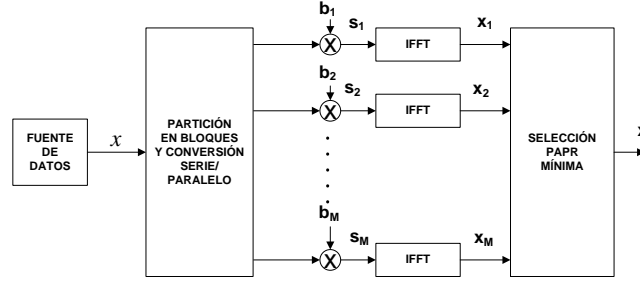 FUENTE
DE
DATOS
x
PARTICIÓN
EN BLOQUES
Y CONVERSIÓN
SERIE/
PARALELO
b1
X
s1
IFFT
x1
b2
X
s2
IFFT
x2
bM
X
sM
IFFT
xM
SELECCIÓN
PAPR
MÍNIMA